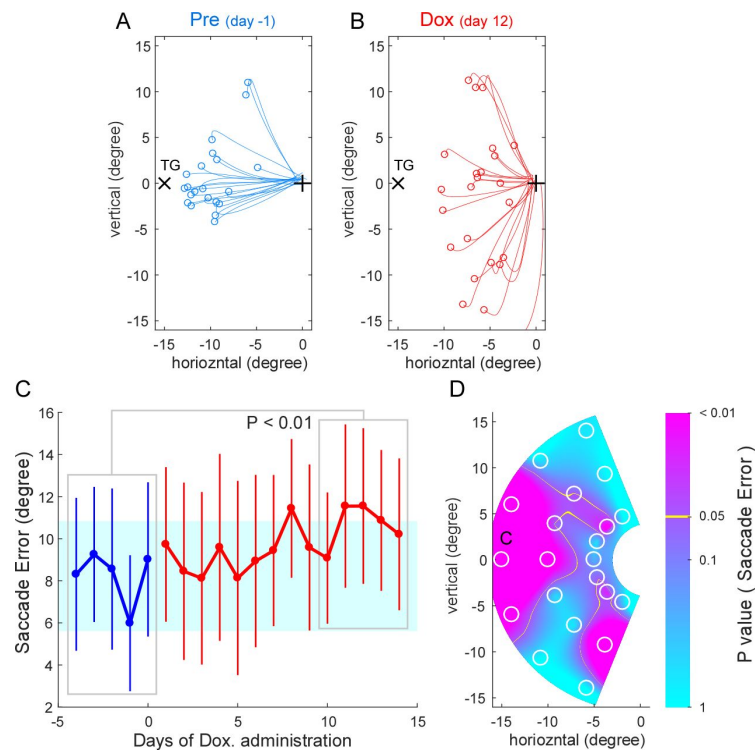 A
Pre (day -1)
B
Dox (day 12)
15
10
5
0
-5
-10
-15
vertical (degree)
TG
-15
-10
-5
0
horiozntal (degree)
15
10
5
0
-5
-10
-15
vertical (degree)
TG
-15
-10
-5
0
horiozntal (degree)
C
16
14
12
10
8
6
4
2
Saccade Error (degree)
P < 0.01
-5
0
5
10
15
Days of Dox. administration
D
15
10
5
0
-5
-10
-15
vertical (degree)
C
-15
-10
-5
0
horiozntal (degree)
< 0.01
0.05
0.1
1
P value ( Saccade Error )